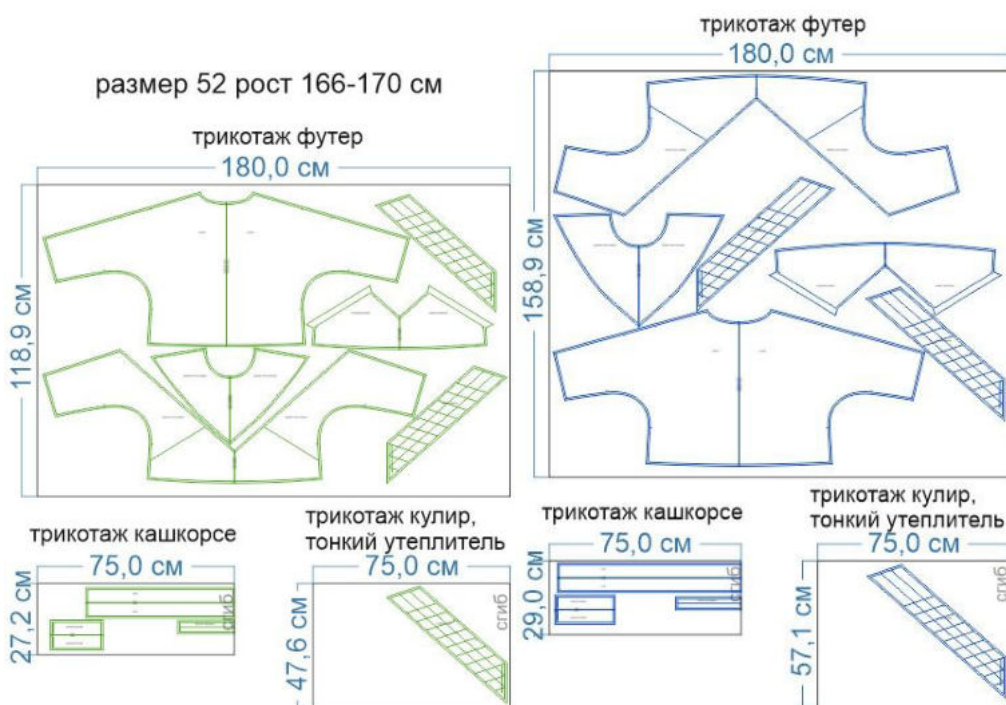 трикотаж футер
180,0 см
размер 52 рост 166-170 см
трикотаж футер
180,0 см
118,9 см
158,9 см
трикотаж кашкорсе
75,0 см
27,2 см
сгиб
трикотаж кулир,
тонкий утеплитель
75,0 см
47,6 см
сгиб
трикотаж кашкорсе
75,0 см
29,0 см
сгиб
трикотаж кулир,
тонкий утеплитель
75,0 см
57,1 см
сгиб